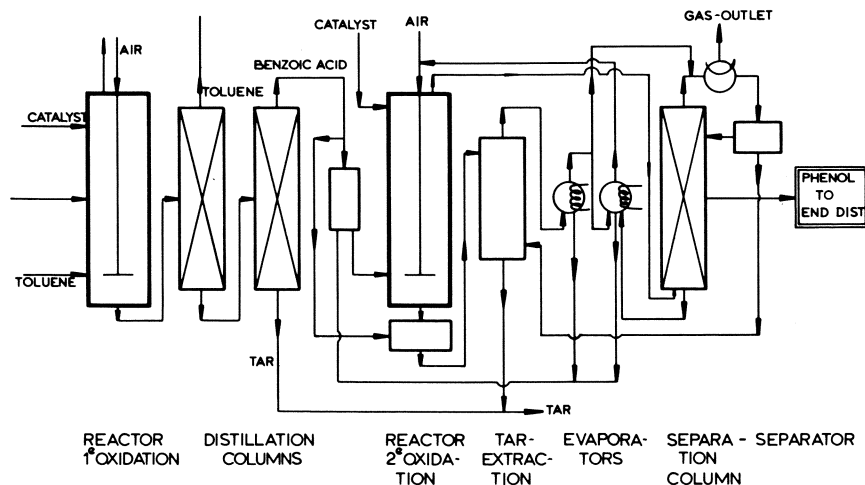 GAS-OUTLET
AIR
CATALYST
AIR
BENZOIC ACID
TOLUENE
CATALYST
PHENOL
TO
END DIST.
TOLUENE
TAR
TAR
REACTOR
1e OXIDATION
DISTILLATION
COLUMNS
REACTOR
2e OXIDA-
TION
TAR-
EXTRAC-
TION
EVAPORA-
TORS
SEPARA-
TION
COLUMN
SEPARATOR